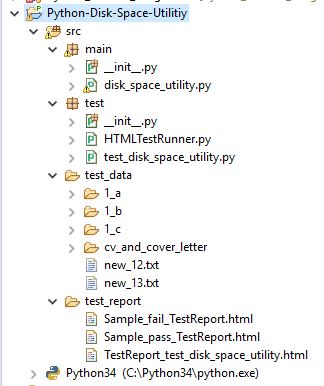 Python-Disk-Space-Utilitiy
src
main
__init__.py
disk_space_utility.py
test
__init__.py
HTMLTestRunner.py
test_disk_space_utility.py
test_data
1_a
1_b
1_c
cv_and_cover_letter
new_12.txt
new_13.txt
test_report
Sample_fail_TestReport.html
Sample_pass_TestReport.html
TestReport_test_disk_space_utility.html
Python34 (C:\Python34\python.exe)